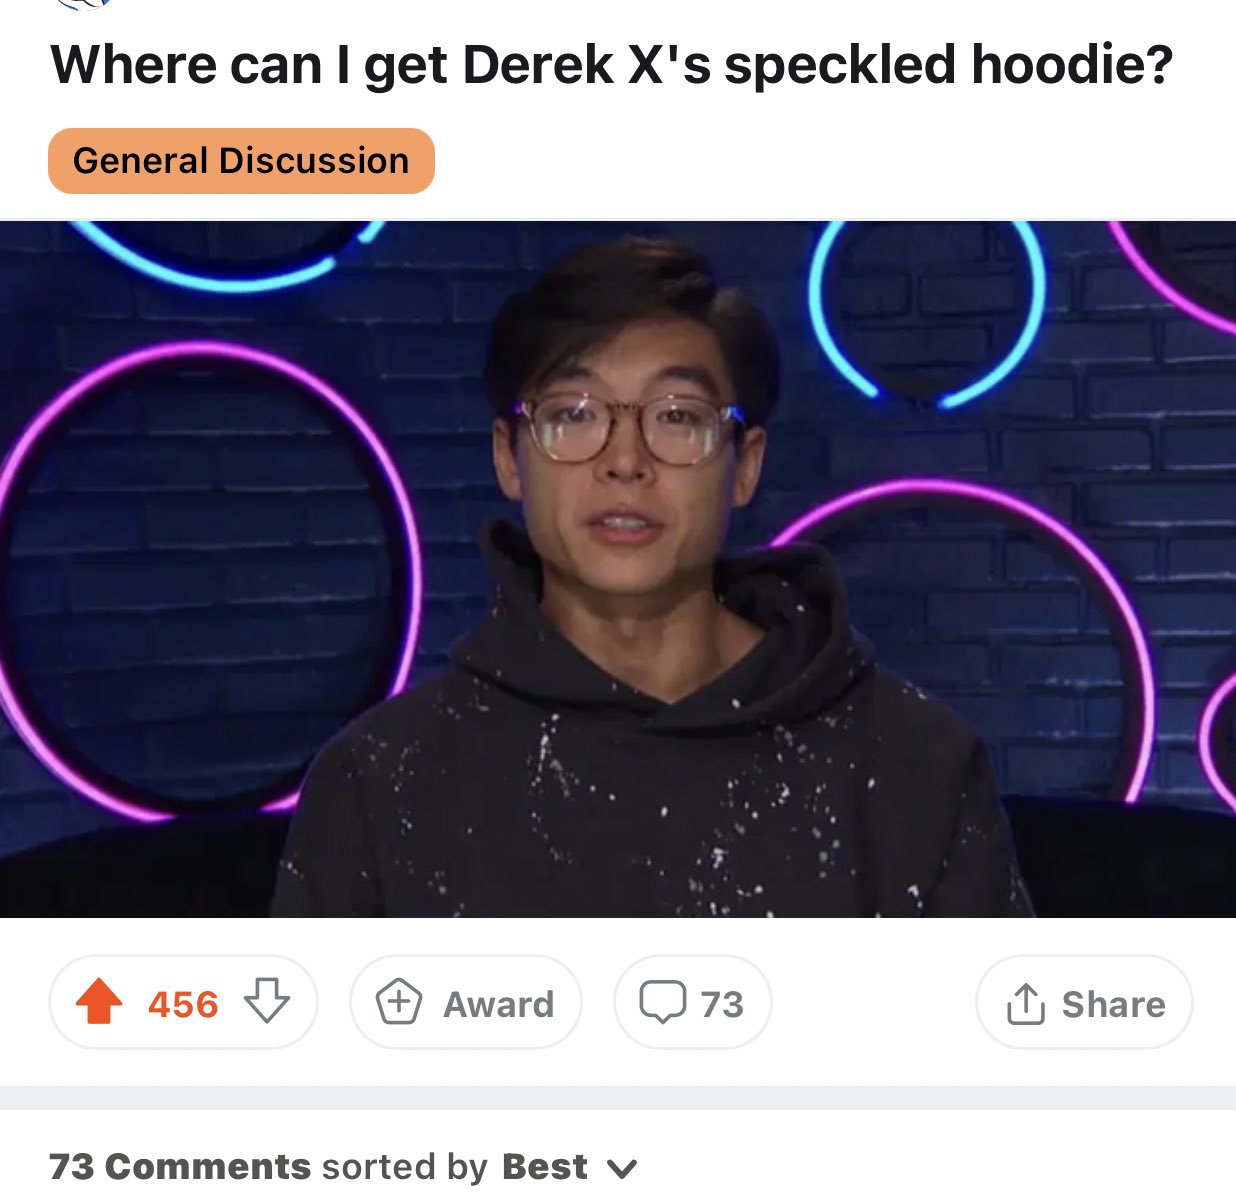 Where can I get Derek X's speckled hoodie?
General Discussion
456 Award 73 Share
73 Comments sorted by Best